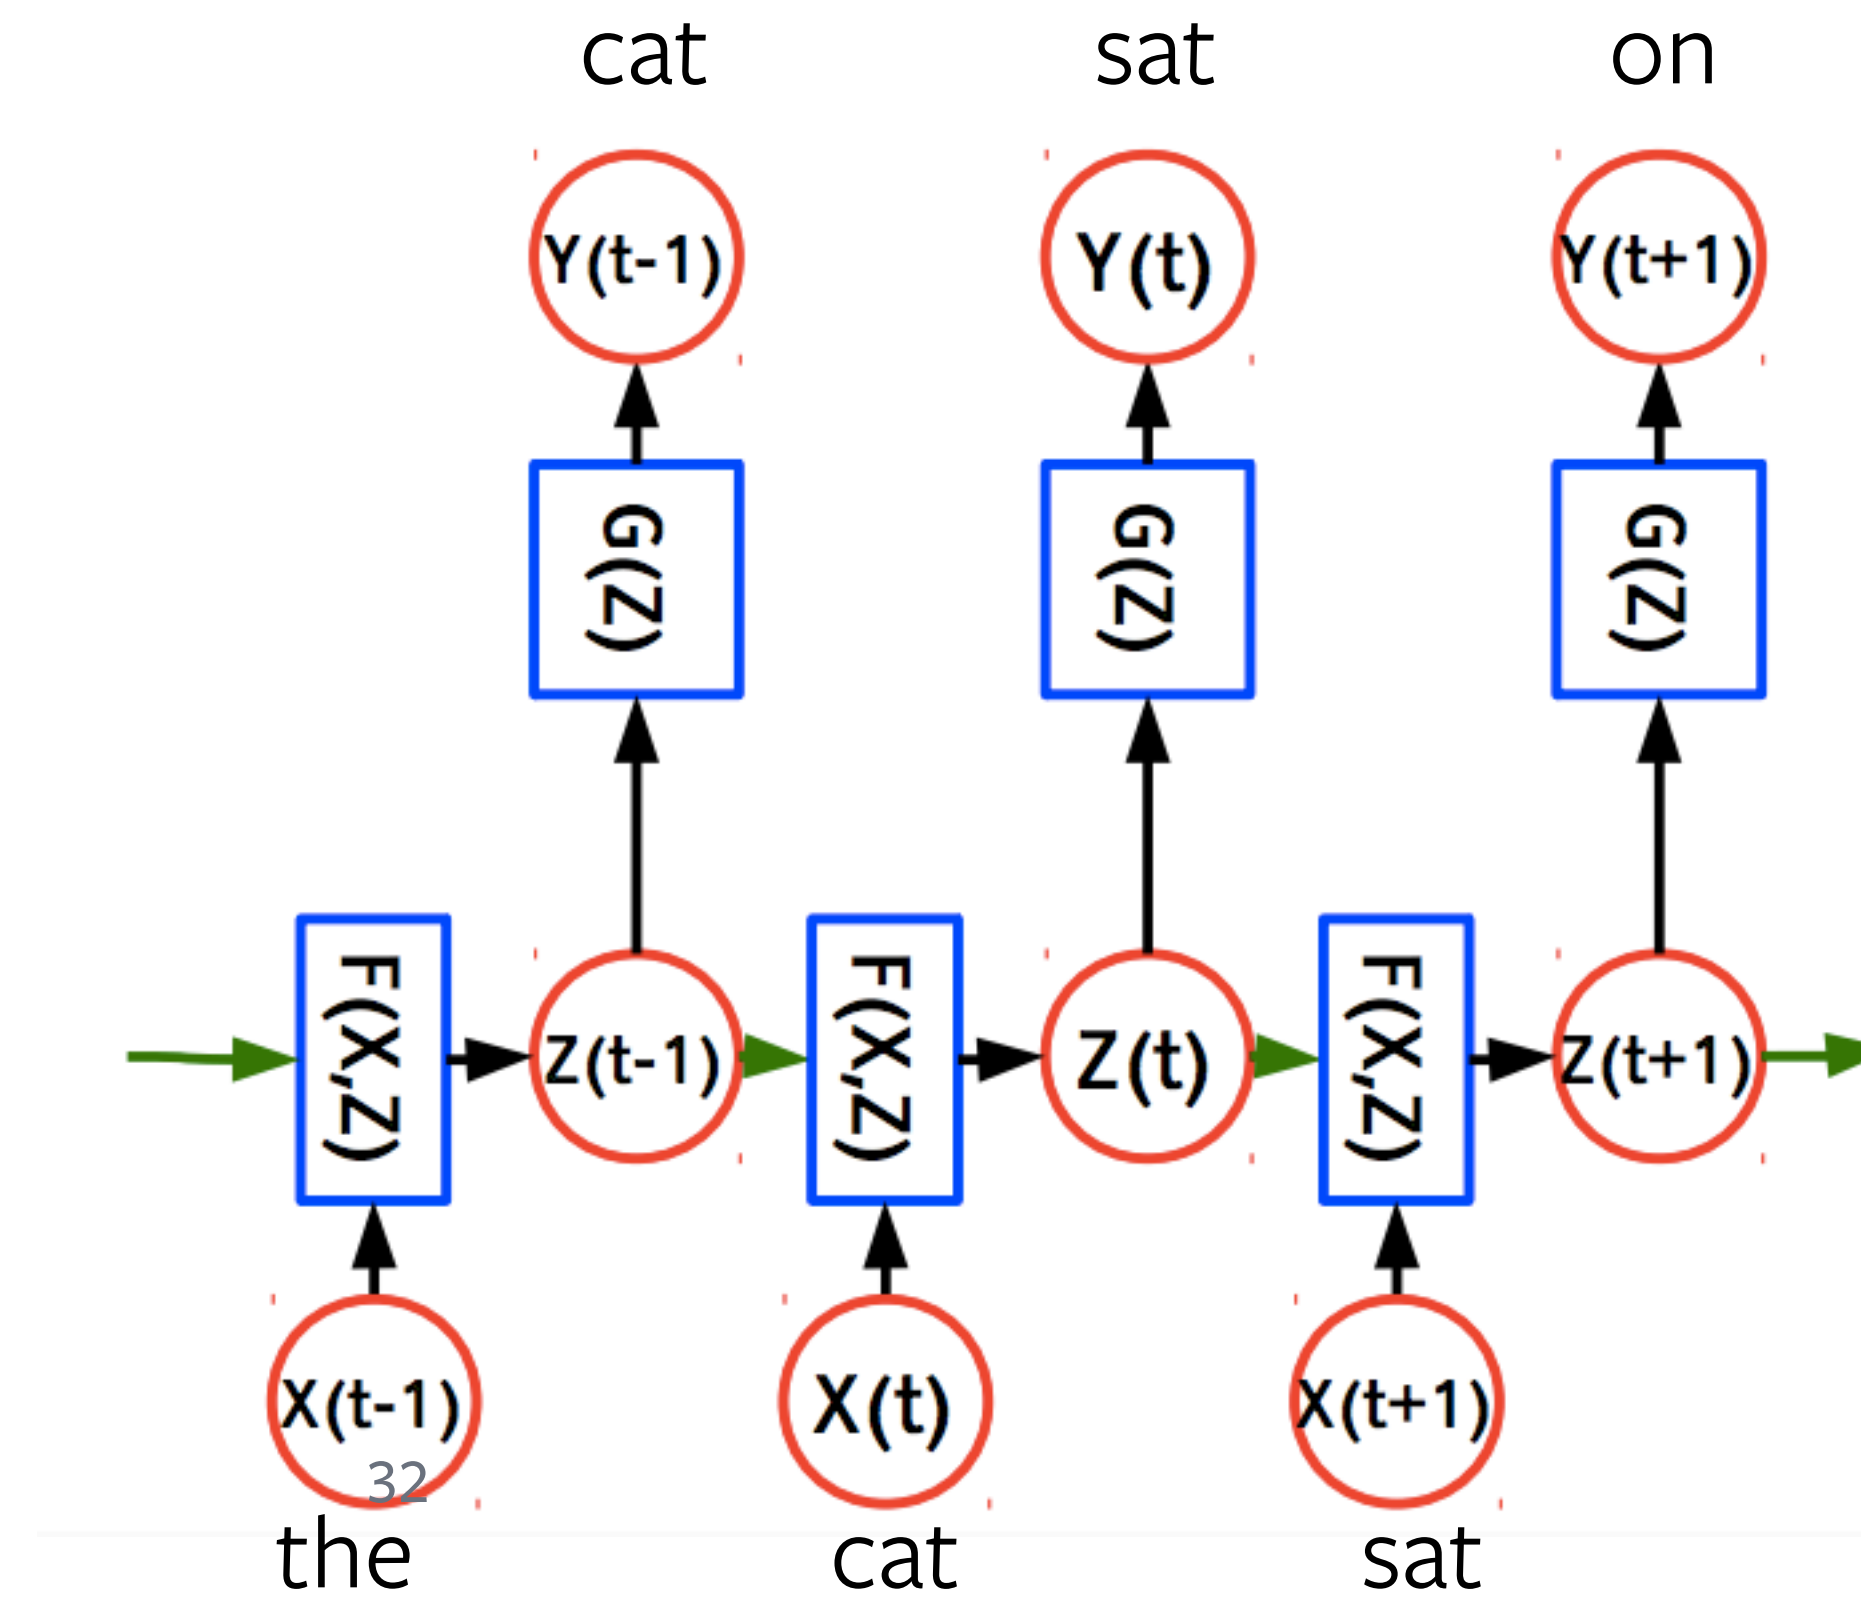 cat sat on
Y(t-1) Y(t) Y(t+1)
G(Z) G(Z) G(Z)
F(X,Z) Z(t-1) F(X,Z) Z(t) F(X,Z) Z(t+1)
X(t-1) X(t) X(t+1)
32
the cat sat